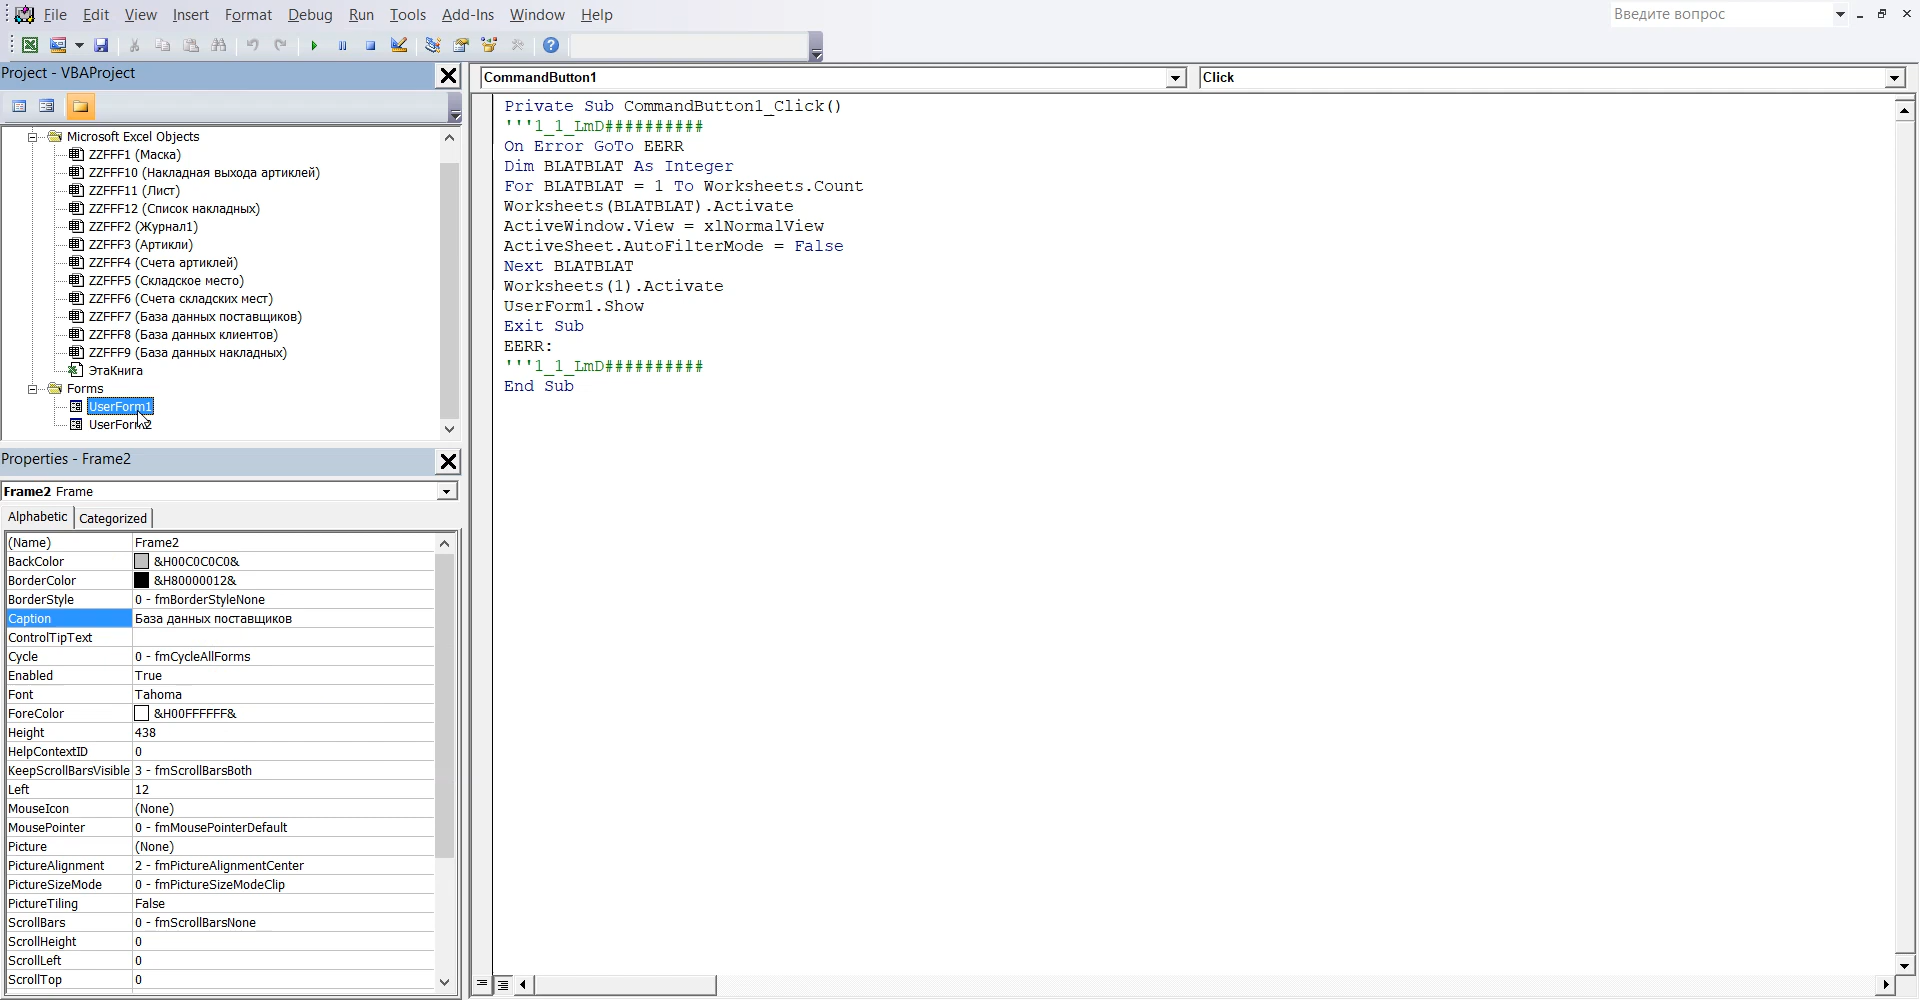 File Edit View Insert Format Debug Run Tools Add-Ins Window Help
Введите вопрос
Project - VBAProject
Microsoft Excel Objects
ZZFFF1 (Маска)
ZZFFF10 (Накладная выхода артиклей)
ZZFFF11 (Лист)
ZZFFF12 (Список накладных)
ZZFFF2 (Журнал1)
ZZFFF3 (Артикли)
ZZFFF4 (Счета артиклей)
ZZFFF5 (Складское место)
ZZFFF6 (Счета складских мест)
ZZFFF7 (База данных поставщиков)
ZZFFF8 (База данных клиентов)
ZZFFF9 (База данных накладных)
ЭтаКнига
Forms
UserForm1
UserForm2
Properties - Frame2
Frame2 Frame
Alphabetic Categorized
(Name) Frame2
BackColor &H00C0C0C0&
BorderColor &H80000012&
BorderStyle 0 - fmBorderStyleNone
Caption База данных поставщиков
ControlTipText
Cycle 0 - fmCycleAllForms
Enabled True
Font Tahoma
ForeColor &H00FFFFFF&
Height 438
HelpContextID 0
KeepScrollBarsVisible 3 - fmScrollBarsBoth
Left 12
MouseIcon (None)
MousePointer 0 - fmMousePointerDefault
Picture (None)
PictureAlignment 2 - fmPictureAlignmentCenter
PictureSizeMode 0 - fmPictureSizeModeClip
PictureTiling False
ScrollBars 0 - fmScrollBarsNone
ScrollHeight 0
ScrollLeft 0
ScrollTop 0
CommandButton1 Click
Private Sub CommandButton1_Click()
'''1_1_LmD##########
On Error GoTo EERR
Dim BLATBLAT As Integer
For BLATBLAT = 1 To Worksheets.Count
Worksheets(BLATBLAT).Activate
ActiveWindow.View = xlNormalView
ActiveSheet.AutoFilterMode = False
Next BLATBLAT
Worksheets(1).Activate
UserForm1.Show
Exit Sub
EERR:
'''1_1_LmD##########
End Sub